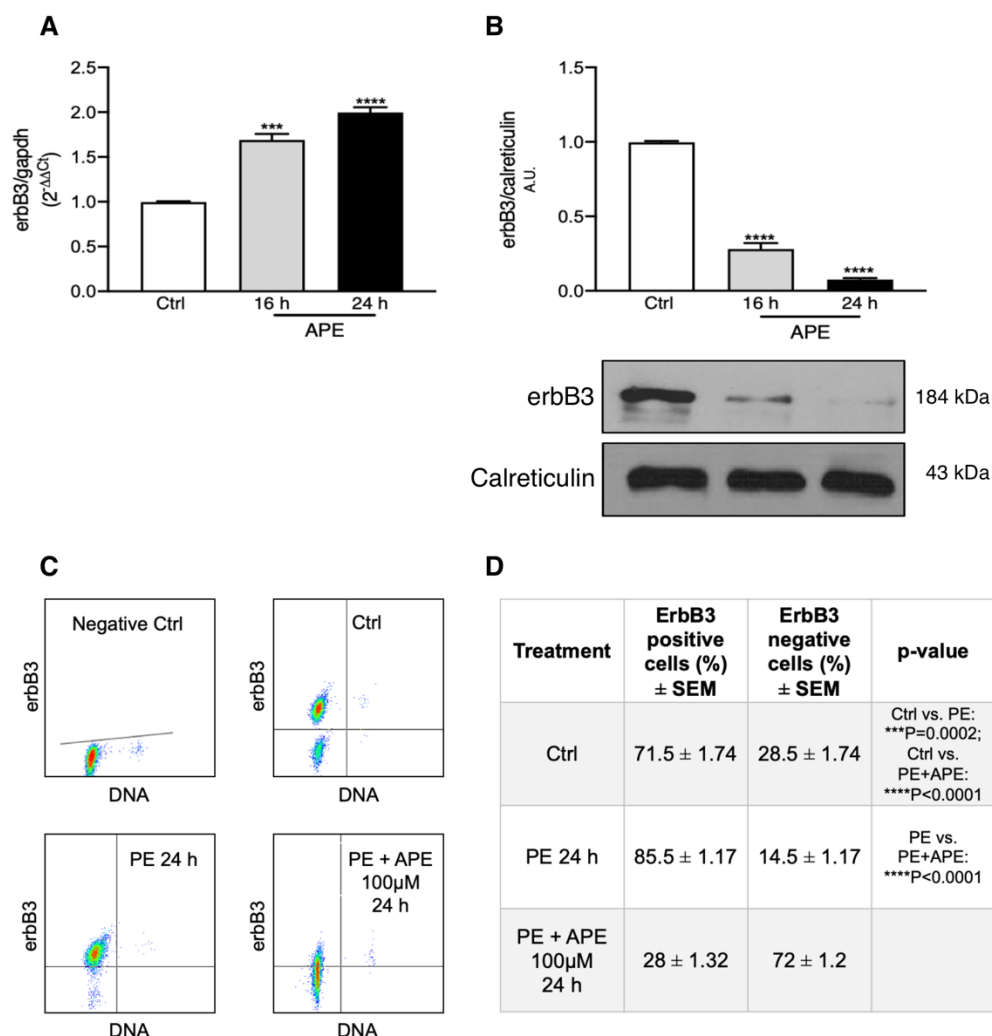 A
2.5
2.0
1.5
1.0
0.5
0.0
erbB3/gapdh
(2-ΔΔCt)
***
****
Ctrl
16 h
24 h
APE
B
1.5
1.0
0.5
0.0
erbB3/calreticulin
A.U.
****
****
Ctrl
16 h
24 h
APE
erbB3
184 kDa
Calreticulin
43 kDa
C
Negative Ctrl
erbB3
DNA
Ctrl
erbB3
DNA
PE 24 h
erbB3
DNA
PE + APE
100µM
24 h
erbB3
DNA
D
Treatment
ErbB3
positive
cells (%)
± SEM
ErbB3
negative
cells (%)
± SEM
p-value
Ctrl
71.5 ± 1.74
28.5 ± 1.74
Ctrl vs. PE:
***P=0.0002;
Ctrl vs.
PE+APE:
****P<0.0001
PE 24 h
85.5 ± 1.17
14.5 ± 1.17
PE vs.
PE+APE:
****P<0.0001
PE + APE
100µM
24 h
28 ± 1.32
72 ± 1.2